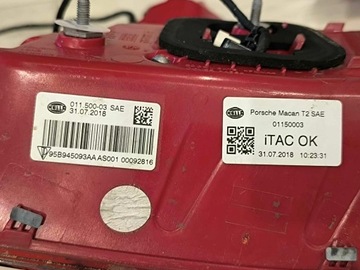 HELLA
011.500-03 SAE
31.07.2018
95B945093AA AS001 00092816
HELLA
Porsche Macan T2 SAE
01150003
iTAC OK
31.07.2018 10:23:31